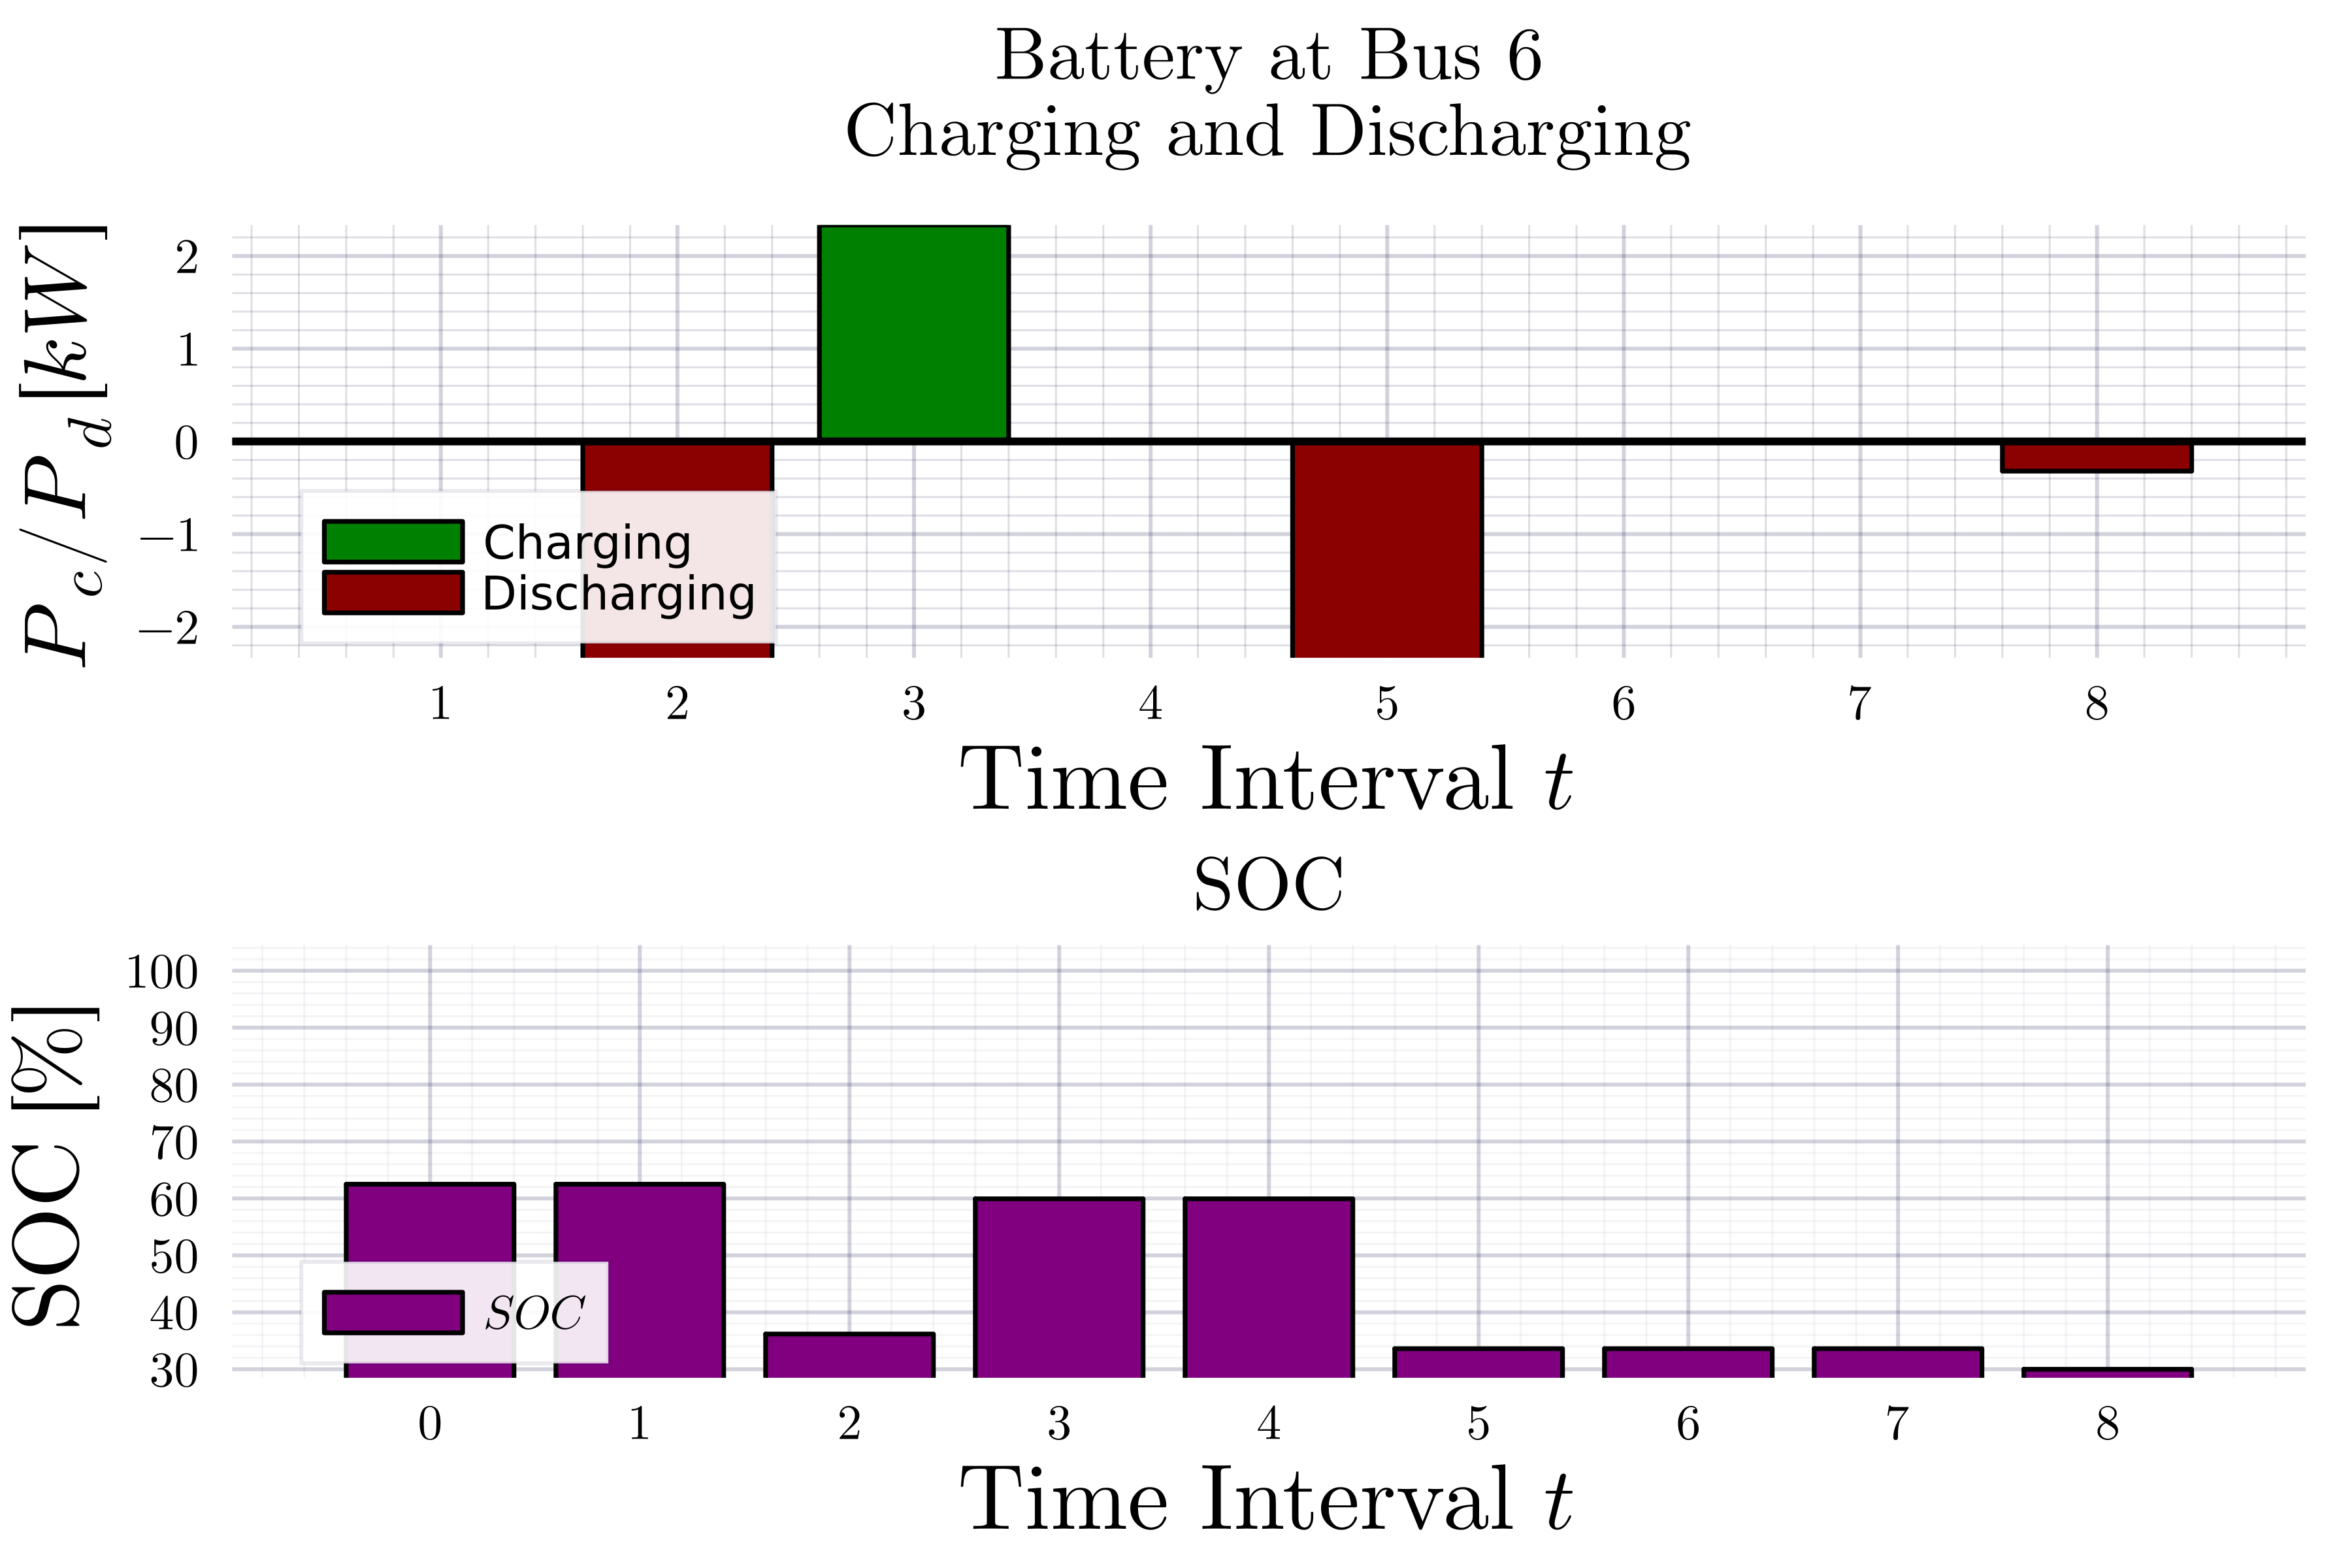 Battery at Bus 6
Charging and Discharging
P_c/P_d [kW]
2
1
0
−1
−2
Charging
Discharging
1 2 3 4 5 6 7 8
Time Interval t
SOC
SOC [%]
100
90
80
70
60
50
40
30
SOC
0 1 2 3 4 5 6 7 8
Time Interval t